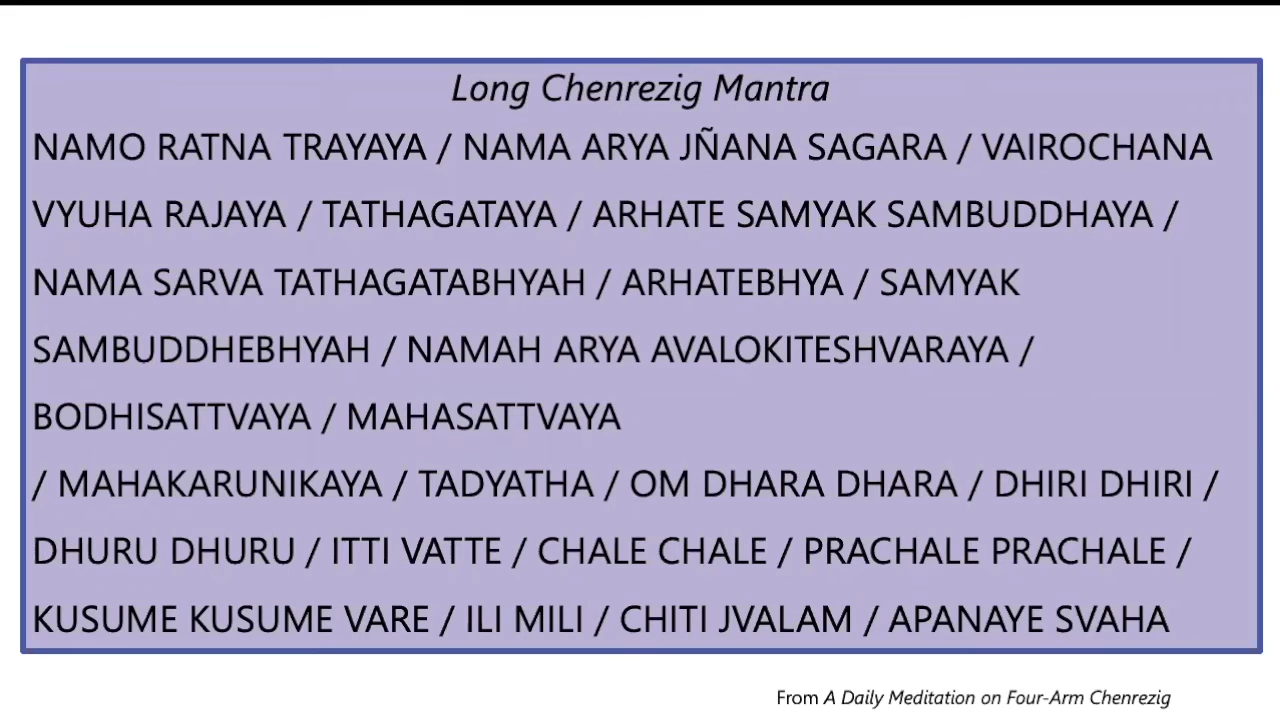 Long Chenrezig Mantra
NAMO RATNA TRAYAYA / NAMA ARYA JÑANA SAGARA / VAIROCHANA
VYUHA RAJAYA / TATHAGATAYA / ARHATE SAMYAK SAMBUDDHAYA /
NAMA SARVA TATHAGATABHYAH / ARHATEBHYA / SAMYAK
SAMBUDDHEBHYAH / NAMAH ARYA AVALOKITESHVARAYA /
BODHISATTVAYA / MAHASATTVAYA
/ MAHAKARUNIKAYA / TADYATHA / OM DHARA DHARA / DHIRI DHIRI /
DHURU DHURU / ITTI VATTE / CHALE CHALE / PRACHALE PRACHALE /
KUSUME KUSUME VARE / ILI MILI / CHITI JVALAM / APANAYE SVAHA
From A Daily Meditation on Four-Arm Chenrezig